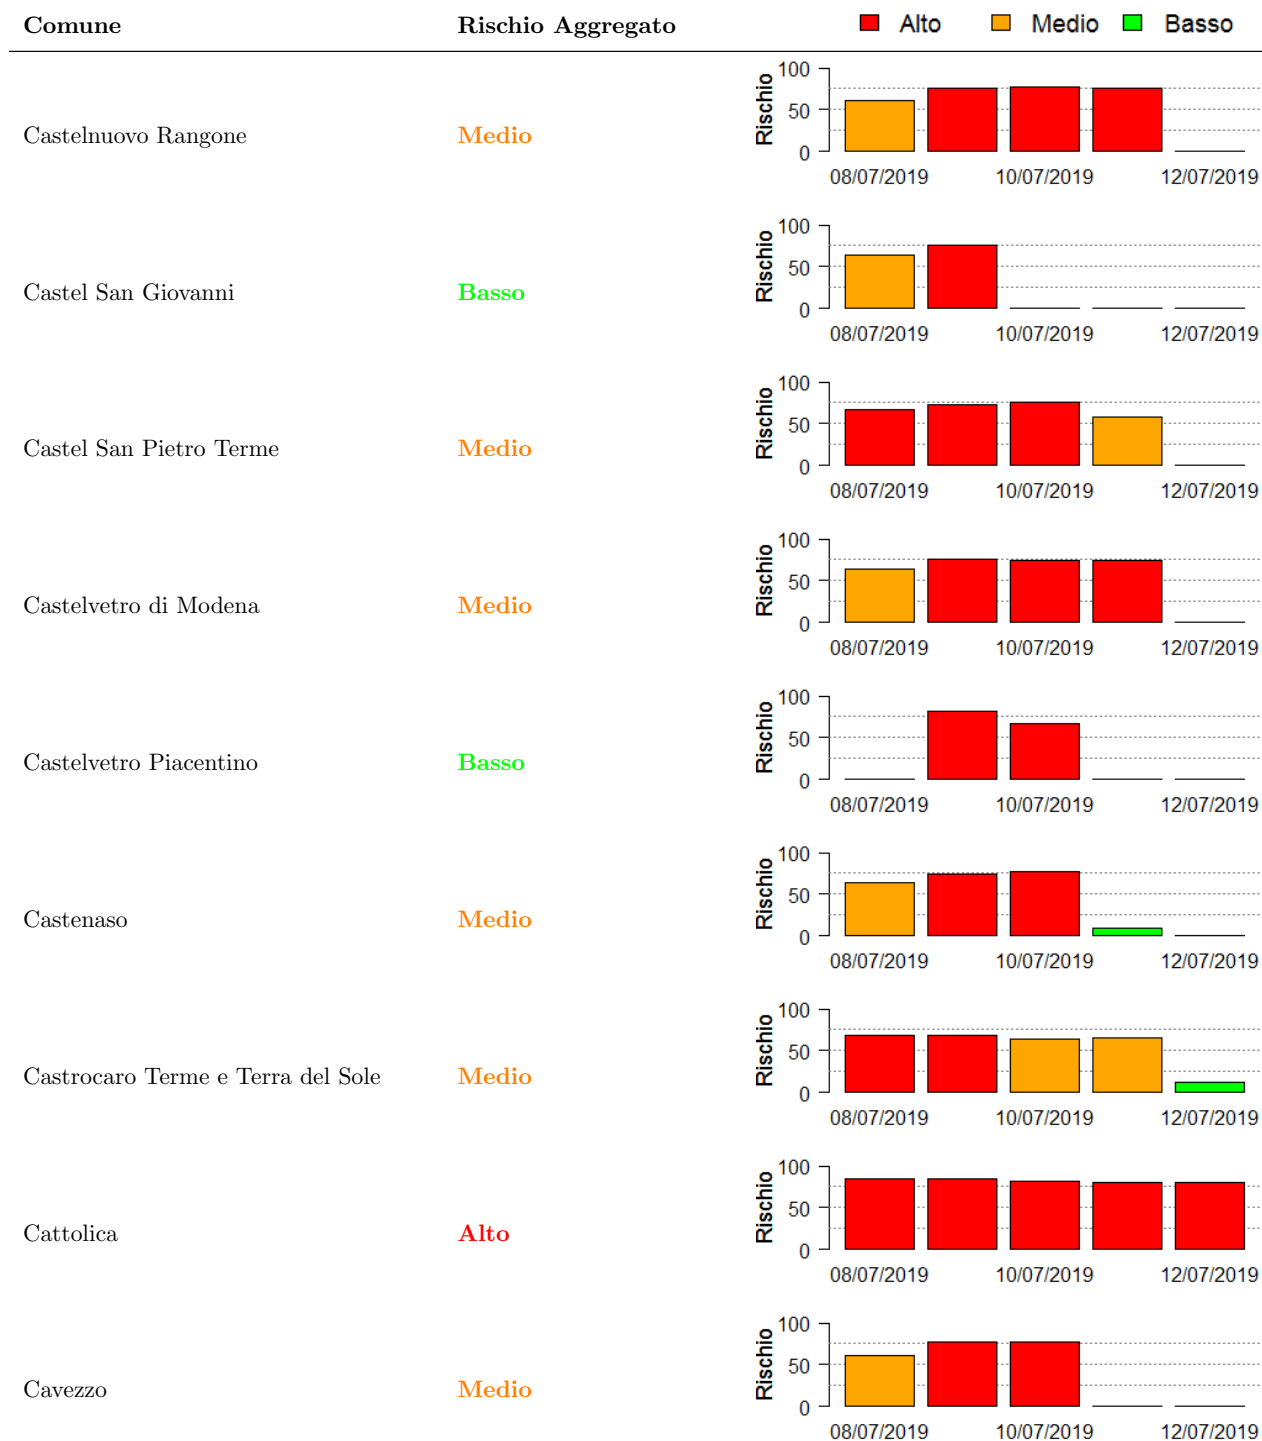 Comune Rischio Aggregato Alto Medio Basso
100
Castelnuovo Rangone Medio Rischio 50
0
08/07/2019 10/07/2019 12/07/2019
100
Castel San Giovanni Basso Rischio 50
0
08/07/2019 10/07/2019 12/07/2019
100
Castel San Pietro Terme Medio Rischio 50
0
08/07/2019 10/07/2019 12/07/2019
100
Castelvetro di Modena Medio Rischio 50
0
08/07/2019 10/07/2019 12/07/2019
100
Castelvetro Piacentino Basso Rischio 50
0
08/07/2019 10/07/2019 12/07/2019
100
Castenaso Medio Rischio 50
0
08/07/2019 10/07/2019 12/07/2019
100
Castrocaro Terme e Terra del Sole Medio Rischio 50
0
08/07/2019 10/07/2019 12/07/2019
100
Cattolica Alto Rischio 50
0
08/07/2019 10/07/2019 12/07/2019
100
Cavezzo Medio Rischio 50
0
08/07/2019 10/07/2019 12/07/2019